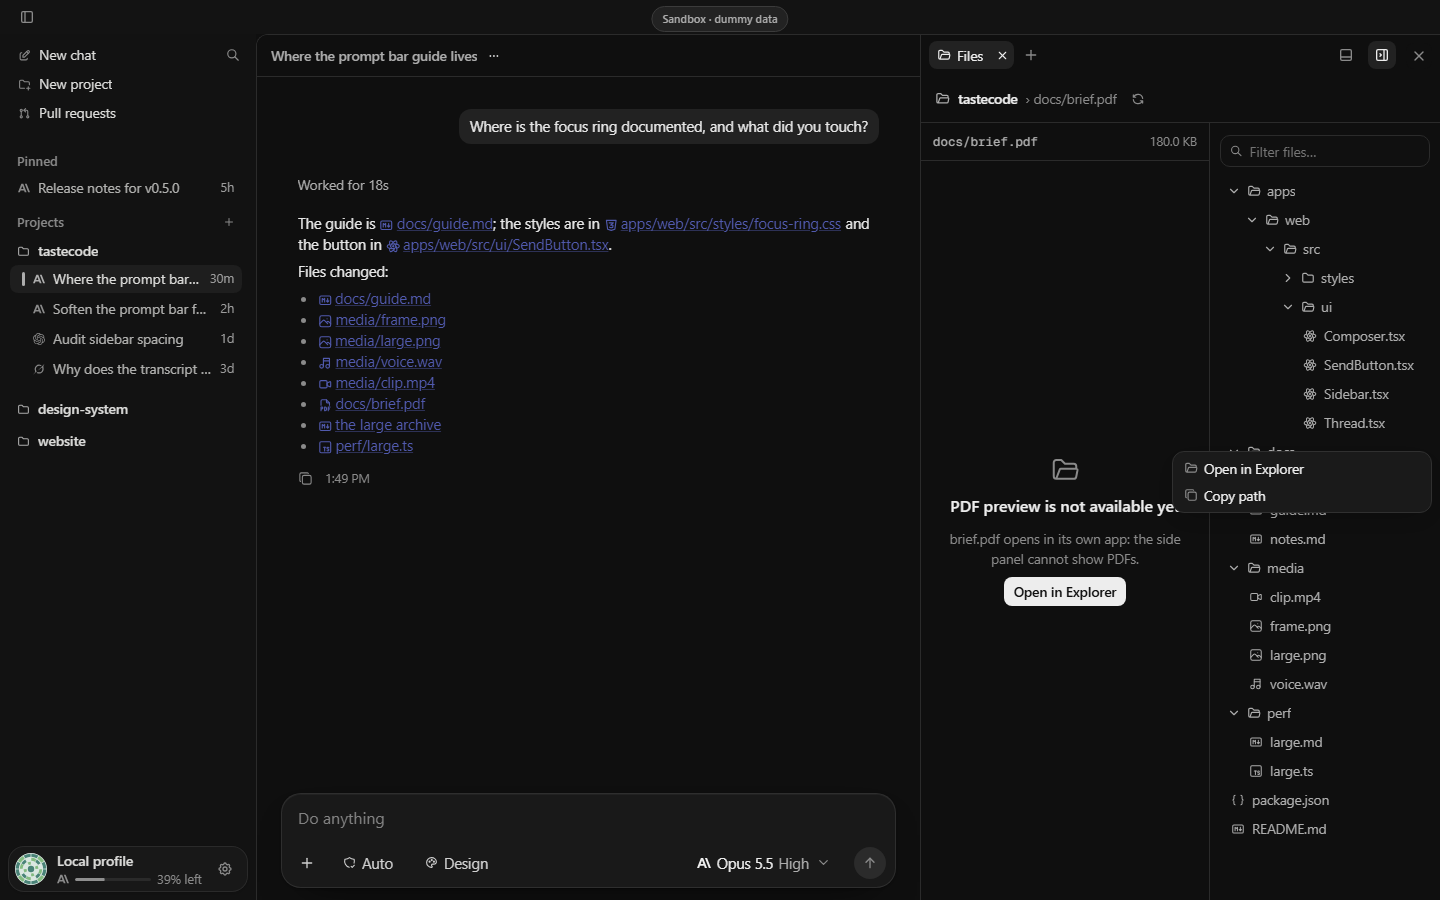 Sandbox · dummy data
New chat
New project
Pull requests
Pinned
Release notes for v0.5.0 5h
Projects
tastecode
Where the prompt bar... 30m
Soften the prompt bar f... 2h
Audit sidebar spacing 1d
Why does the transcript ... 3d
design-system
website
Local profile
39% left
Where the prompt bar guide lives ...
Where is the focus ring documented, and what did you touch?
Worked for 18s
The guide is docs/guide.md; the styles are in apps/web/src/styles/focus-ring.css and
the button in apps/web/src/ui/SendButton.tsx.
Files changed:
• docs/guide.md
• media/frame.png
• media/large.png
• media/voice.wav
• media/clip.mp4
• docs/brief.pdf
• the large archive
• perf/large.ts
1:49 PM
Do anything
Auto Design Opus 5.5 High
Files
tastecode › docs/brief.pdf
docs/brief.pdf 180.0 KB
PDF preview is not available yet
brief.pdf opens in its own app: the side
panel cannot show PDFs.
Open in Explorer
Filter files...
apps
web
src
styles
ui
Composer.tsx
SendButton.tsx
Sidebar.tsx
Thread.tsx
docs
Open in Explorer
Copy path
guide.md
notes.md
media
clip.mp4
frame.png
large.png
voice.wav
perf
large.md
large.ts
package.json
README.md